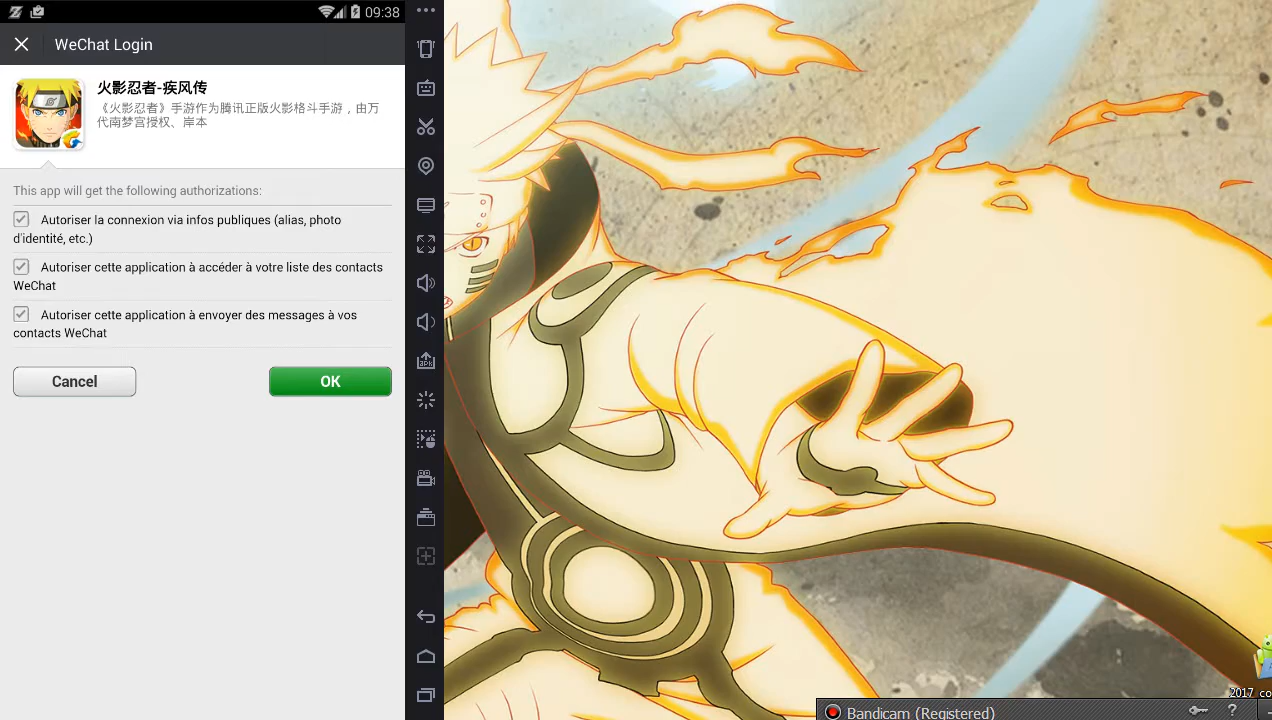 09:38
WeChat Login
火影忍者-疾风传
《火影忍者》手游作为腾讯正版火影格斗手游，由万
代南梦宫授权、岸本
This app will get the following authorizations:
Autoriser la connexion via infos publiques (alias, photo
d'identité, etc.)
Autoriser cette application à accéder à votre liste des contacts
WeChat
Autoriser cette application à envoyer des messages à vos
contacts WeChat
Cancel
OK
2017 co
Bandicam (Registered)